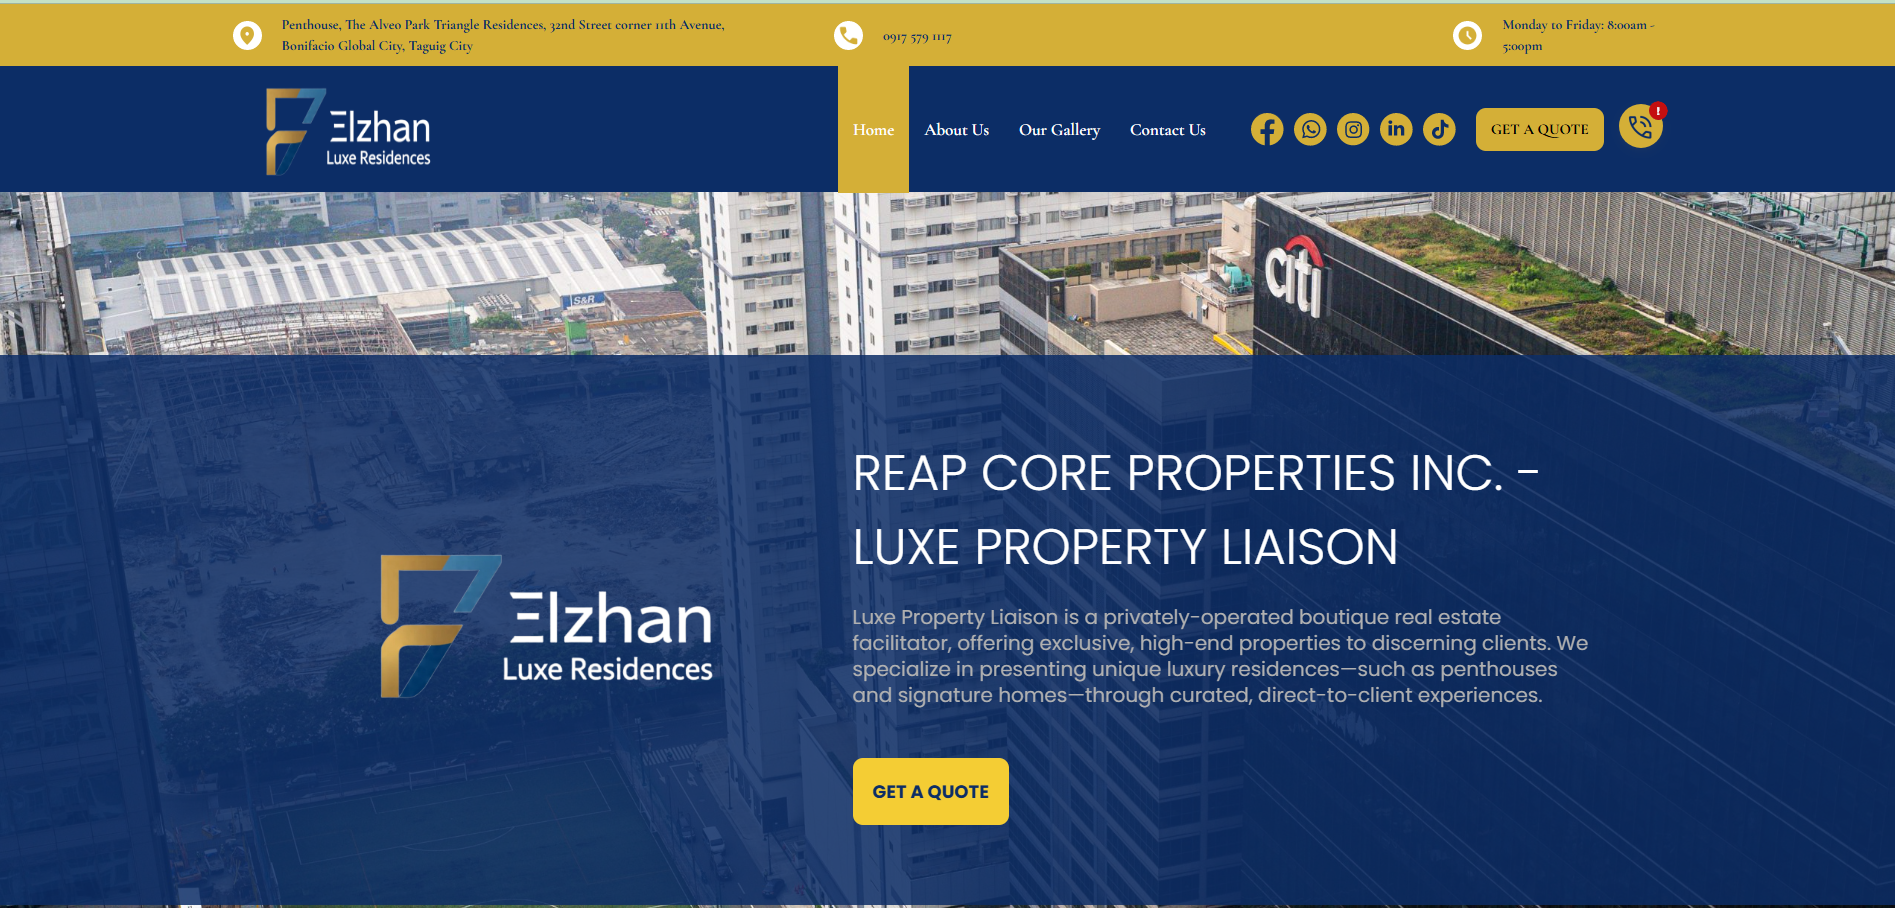 Penthouse, The Alveo Park Triangle Residences, 32nd Street corner 11th Avenue,
Bonifacio Global City, Taguig City
0917 579 1117
Monday to Friday: 8:00am -
5:00pm
Elzhan
Luxe Residences
Home
About Us
Our Gallery
Contact Us
in
GET A QUOTE
!
S&R
citi
REAP CORE PROPERTIES INC. -
LUXE PROPERTY LIAISON
Elzhan
Luxe Residences
Luxe Property Liaison is a privately-operated boutique real estate
facilitator, offering exclusive, high-end properties to discerning clients. We
specialize in presenting unique luxury residences—such as penthouses
and signature homes—through curated, direct-to-client experiences.
GET A QUOTE